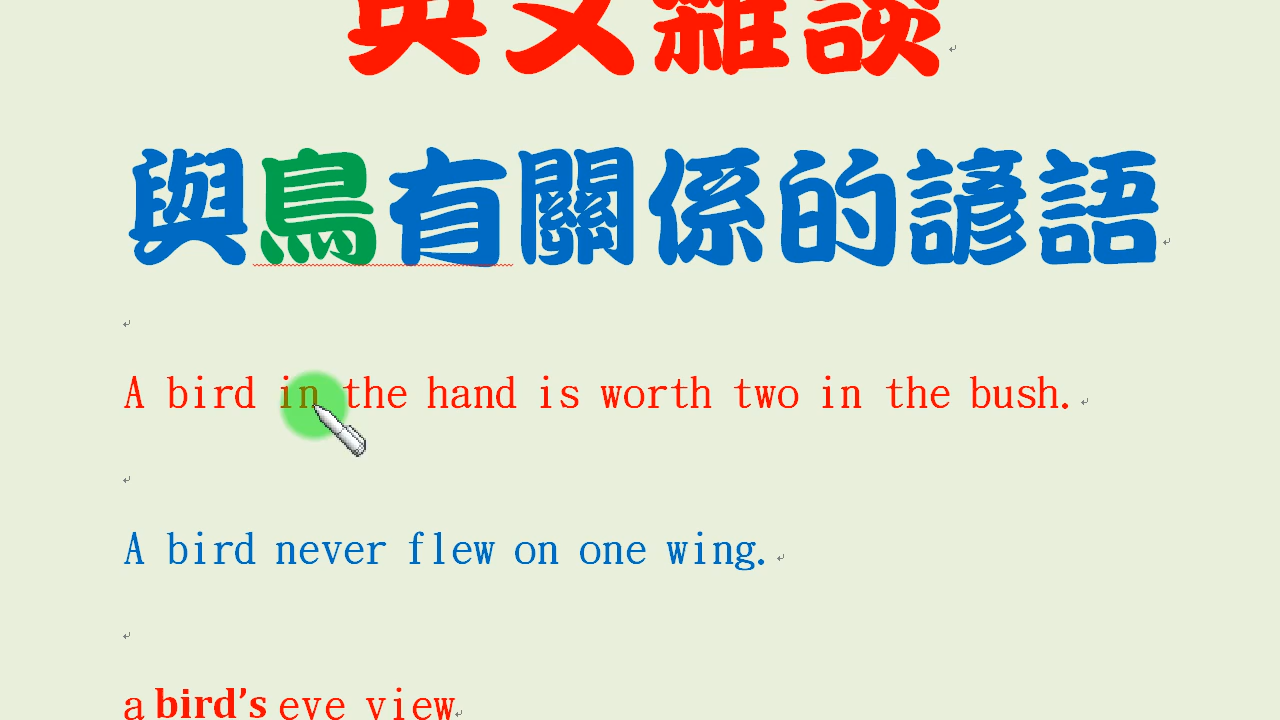 英文雜談
與鳥有關係的諺語
A bird in the hand is worth two in the bush.
A bird never flew on one wing.
a bird's eye view